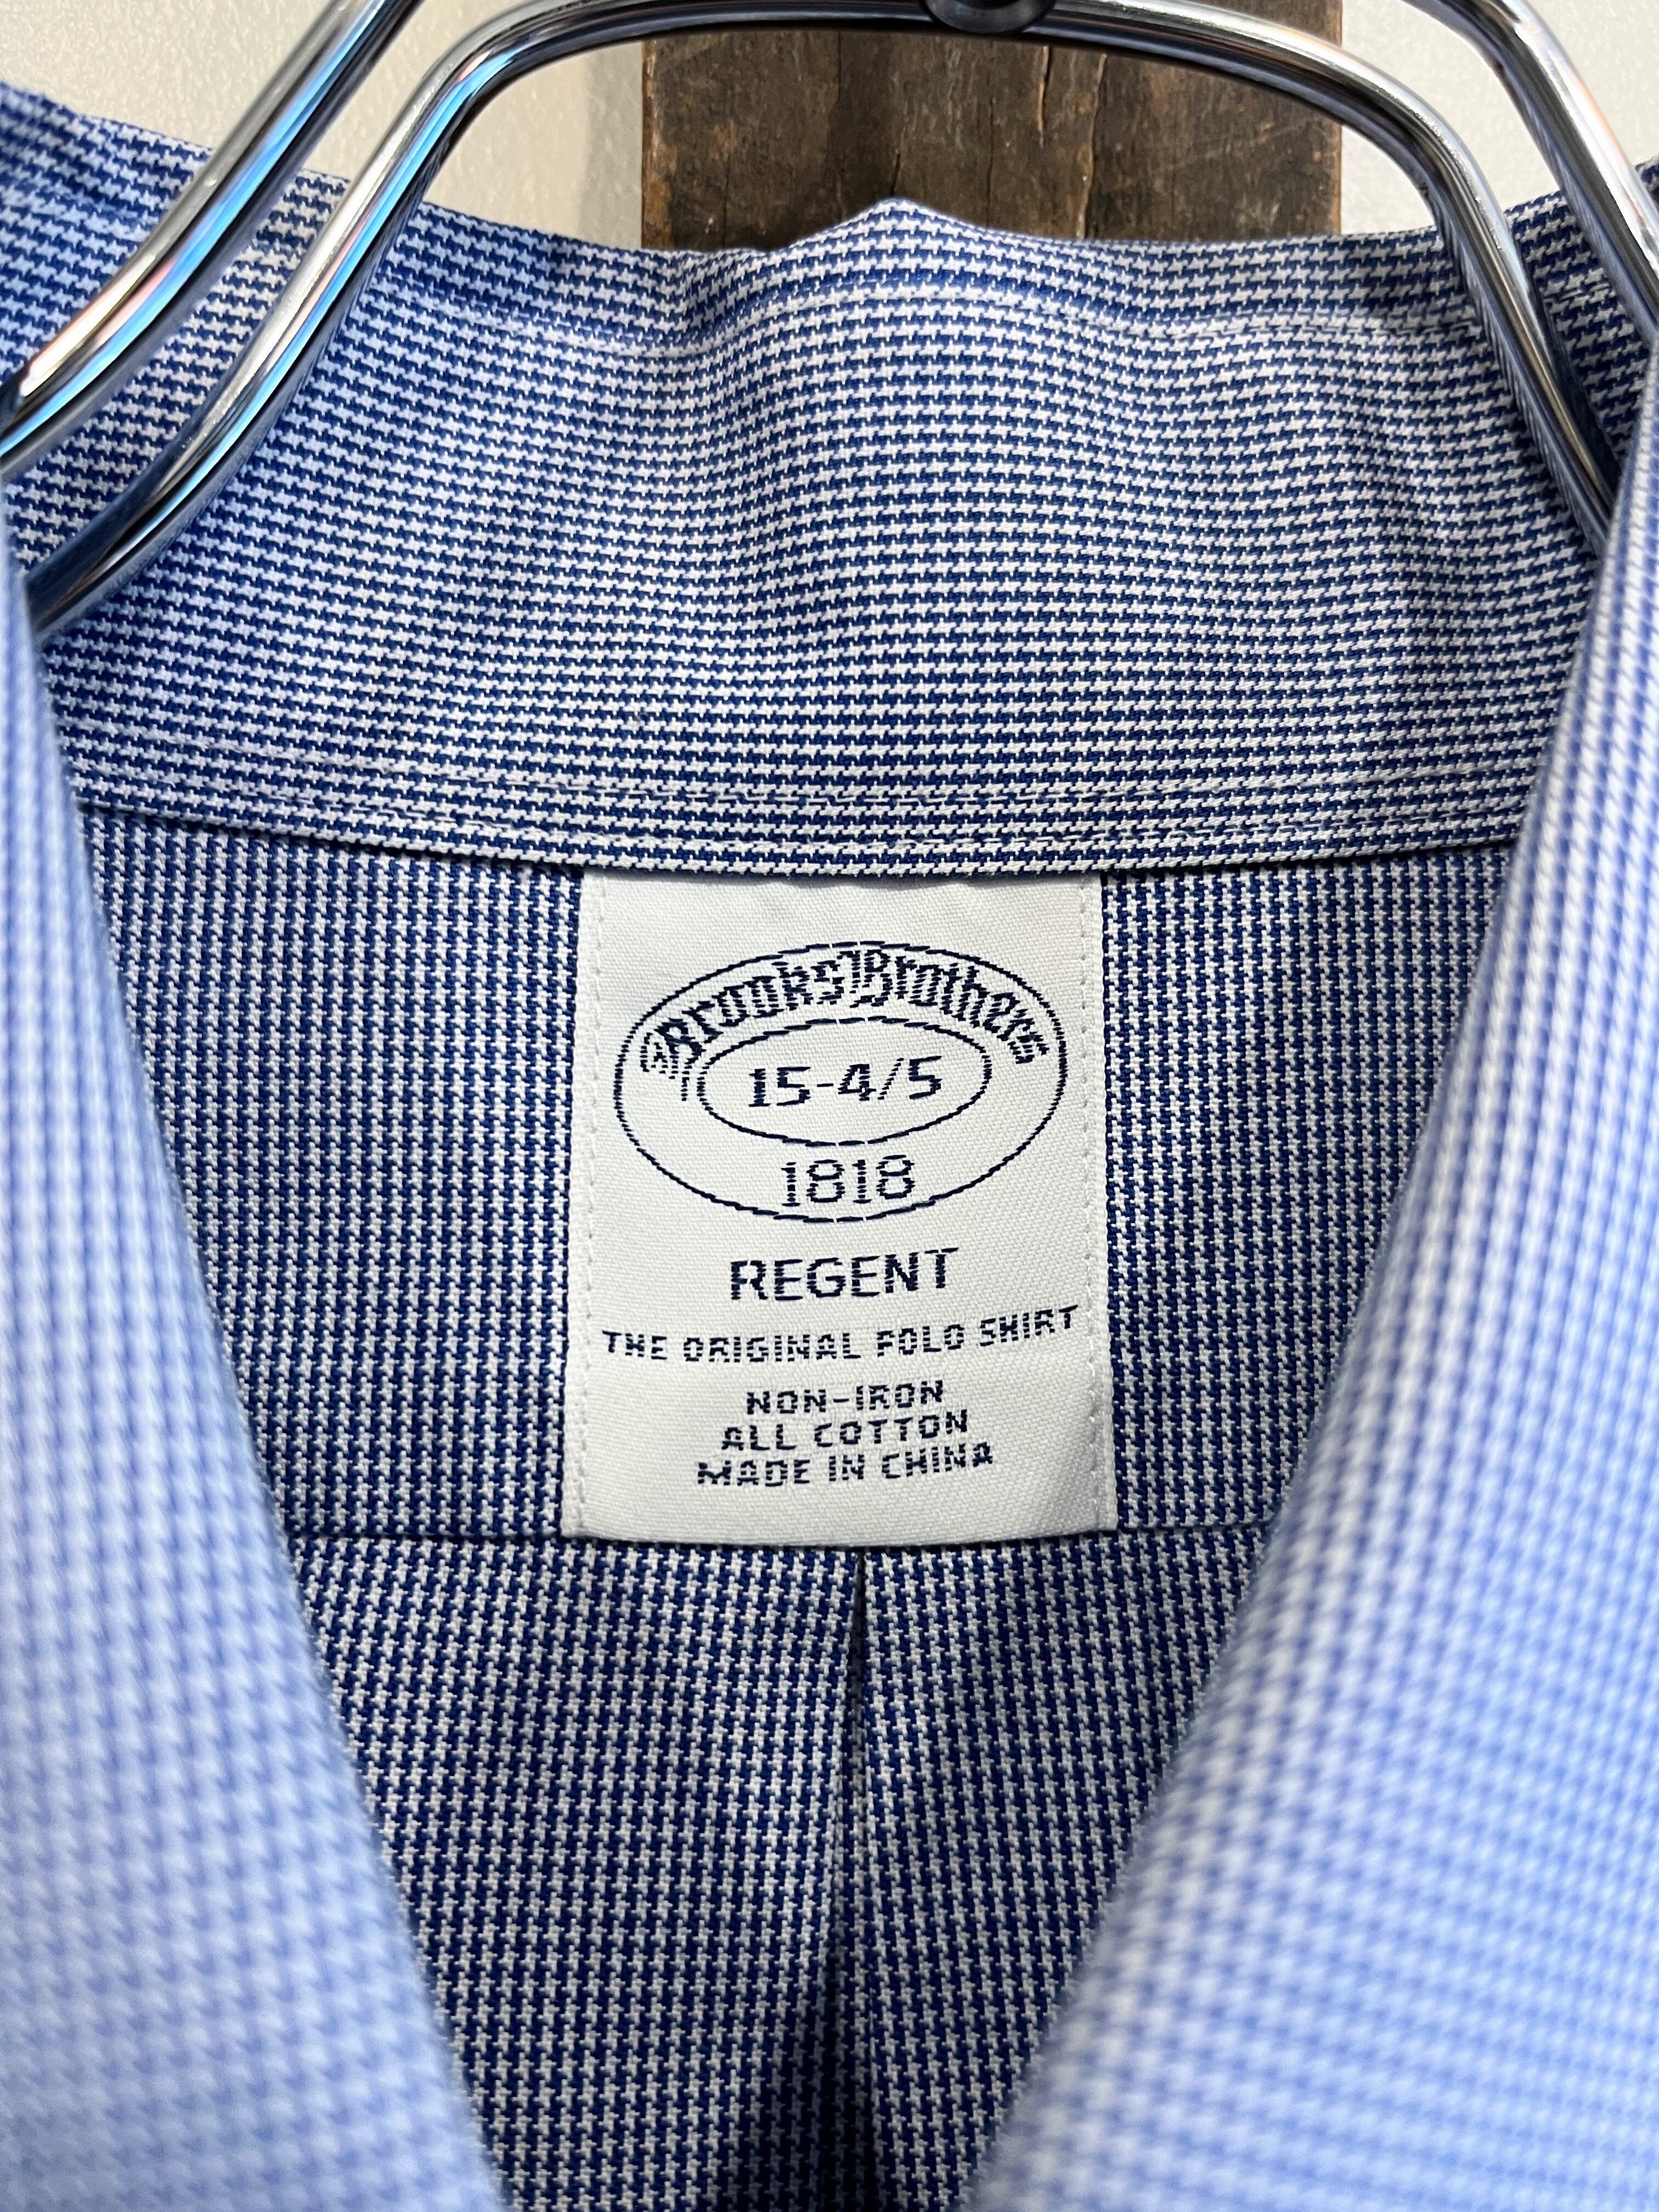 Brooks Brothers
15-4/5
1818
REGENT
THE ORIGINAL POLO SHIRT
NON-IRON
ALL COTTON
MADE IN CHINA